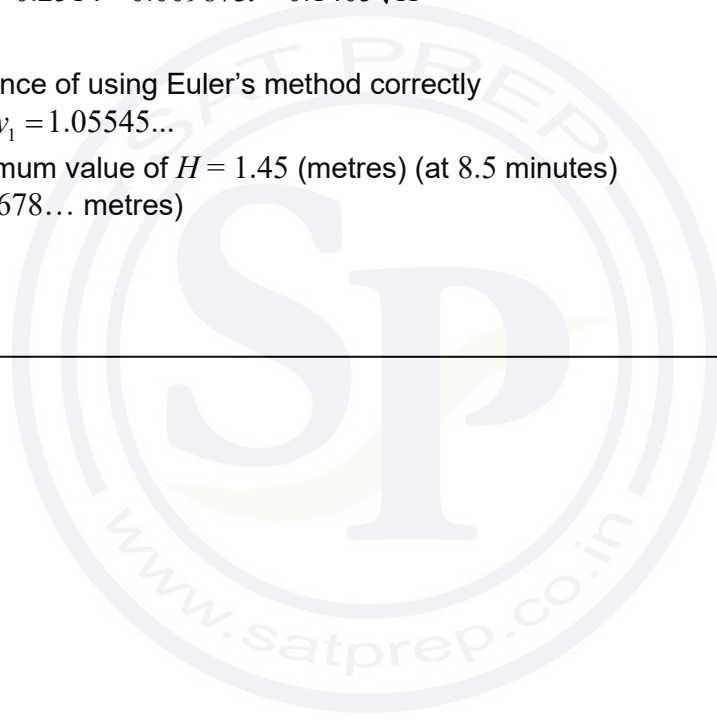 nce of using Euler's method correctly
y₁ = 1.05545...
mum value of H = 1.45 (metres) (at 8.5 minutes)
678… metres)
SAT PREP
SP
www.satprep.co.in